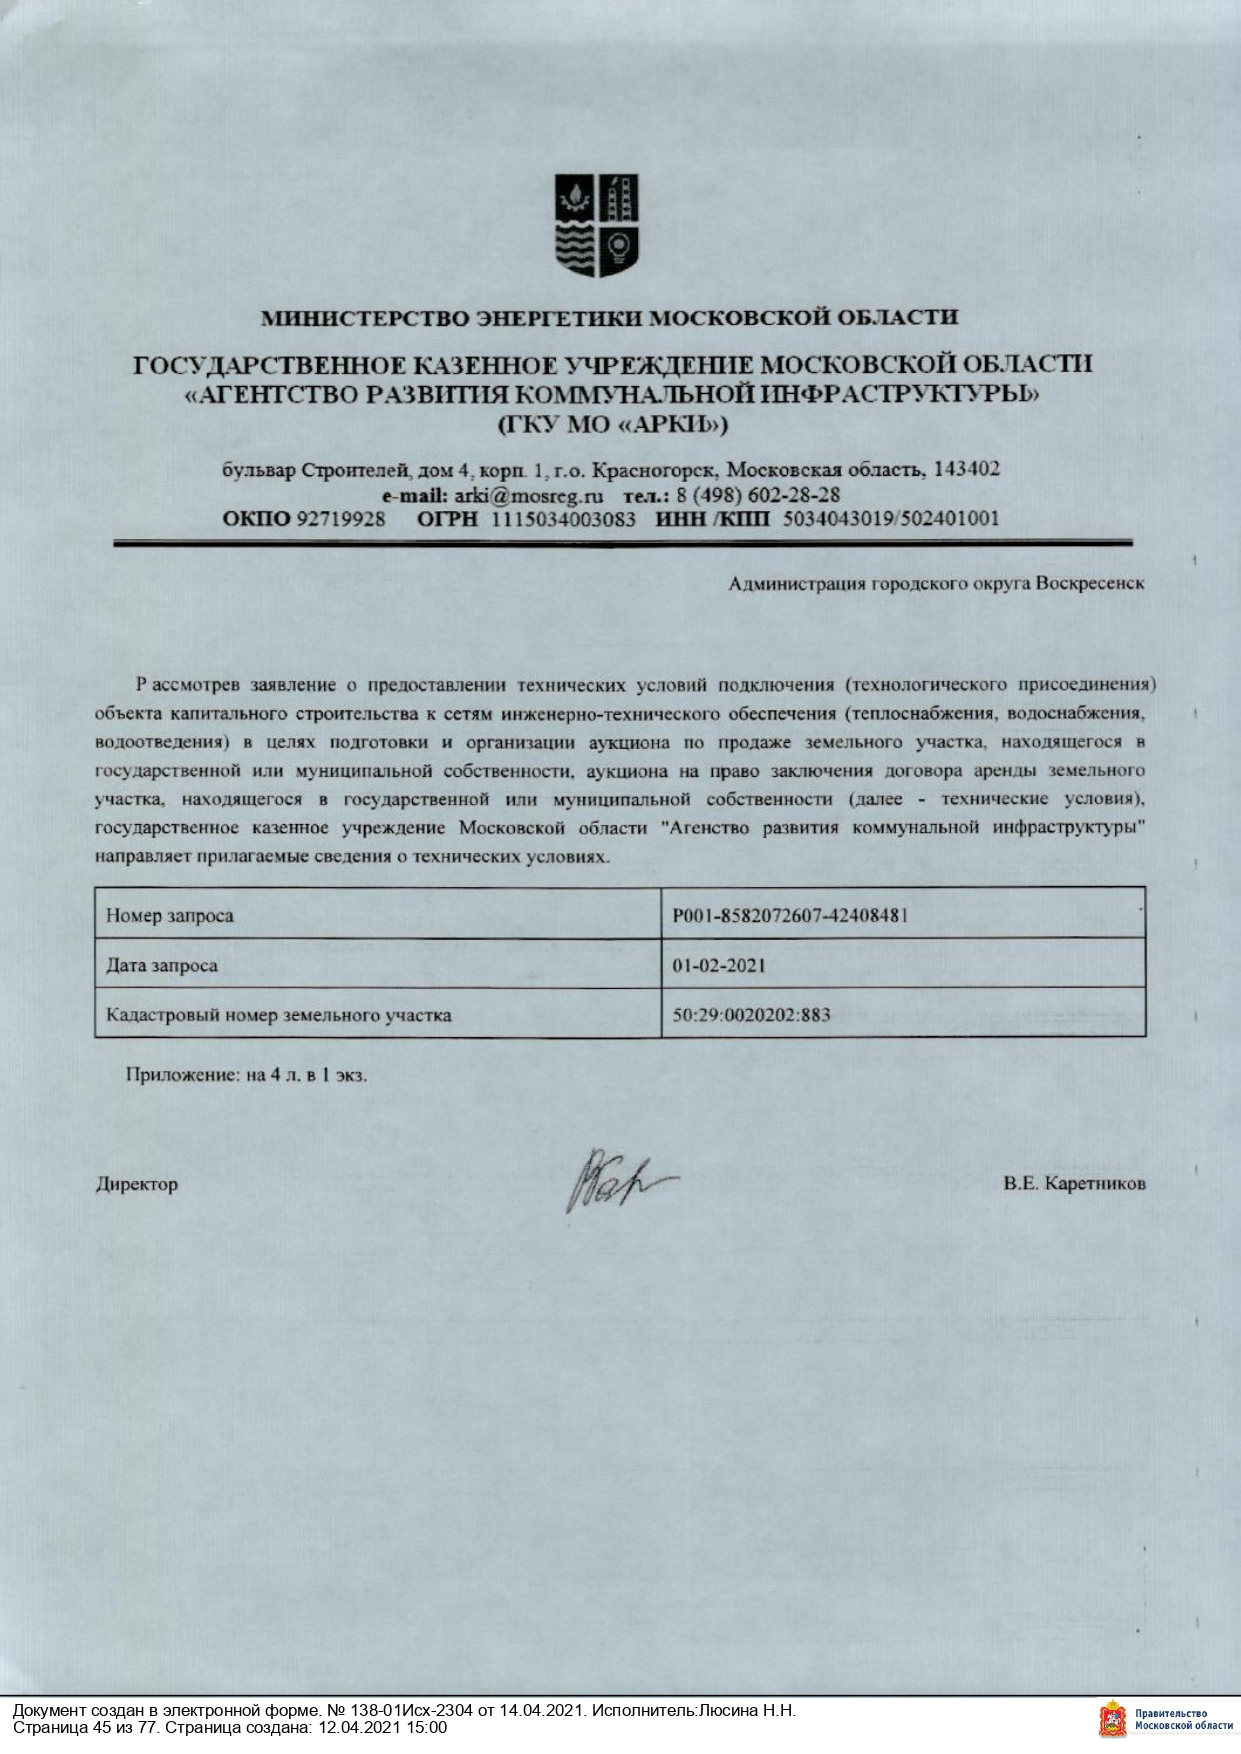 МИНИСТЕРСТВО ЭНЕРГЕТИКИ МОСКОВСКОЙ ОБЛАСТИ
ГОСУДАРСТВЕННОЕ КАЗЕННОЕ УЧРЕЖДЕНИЕ МОСКОВСКОЙ ОБЛАСТИ
«АГЕНТСТВО РАЗВИТИЯ КОММУНАЛЬНОЙ ИНФРАСТРУКТУРЫ»
(ГКУ МО «АРКИ»)
бульвар Строителей, дом 4, корп. 1, г.о. Красногорск, Московская область, 143402
e-mail: arki@mosreg.ru тел.: 8 (498) 602-28-28
ОКПО 92719928 ОГРН 1115034003083 ИНН /КПП 5034043019/502401001
Администрация городского округа Воскресенск
Р ассмотрев заявление о предоставлении технических условий подключения (технологического присоединения)
объекта капитального строительства к сетям инженерно-технического обеспечения (теплоснабжения, водоснабжения,
водоотведения) в целях подготовки и организации аукциона по продаже земельного участка, находящегося в
государственной или муниципальной собственности, аукциона на право заключения договора аренды земельного
участка, находящегося в государственной или муниципальной собственности (далее - технические условия),
государственное казенное учреждение Московской области "Агенство развития коммунальной инфраструктуры"
направляет прилагаемые сведения о технических условиях.
Номер запроса P001-8582072607-42408481
Дата запроса 01-02-2021
Кадастровый номер земельного участка 50:29:0020202:883
Приложение: на 4 л. в 1 экз.
Директор В.Е. Каретников
Документ создан в электронной форме. № 138-01Исх-2304 от 14.04.2021. Исполнитель:Люсина Н.Н.
Страница 45 из 77. Страница создана: 12.04.2021 15:00
Правительство
Московской области